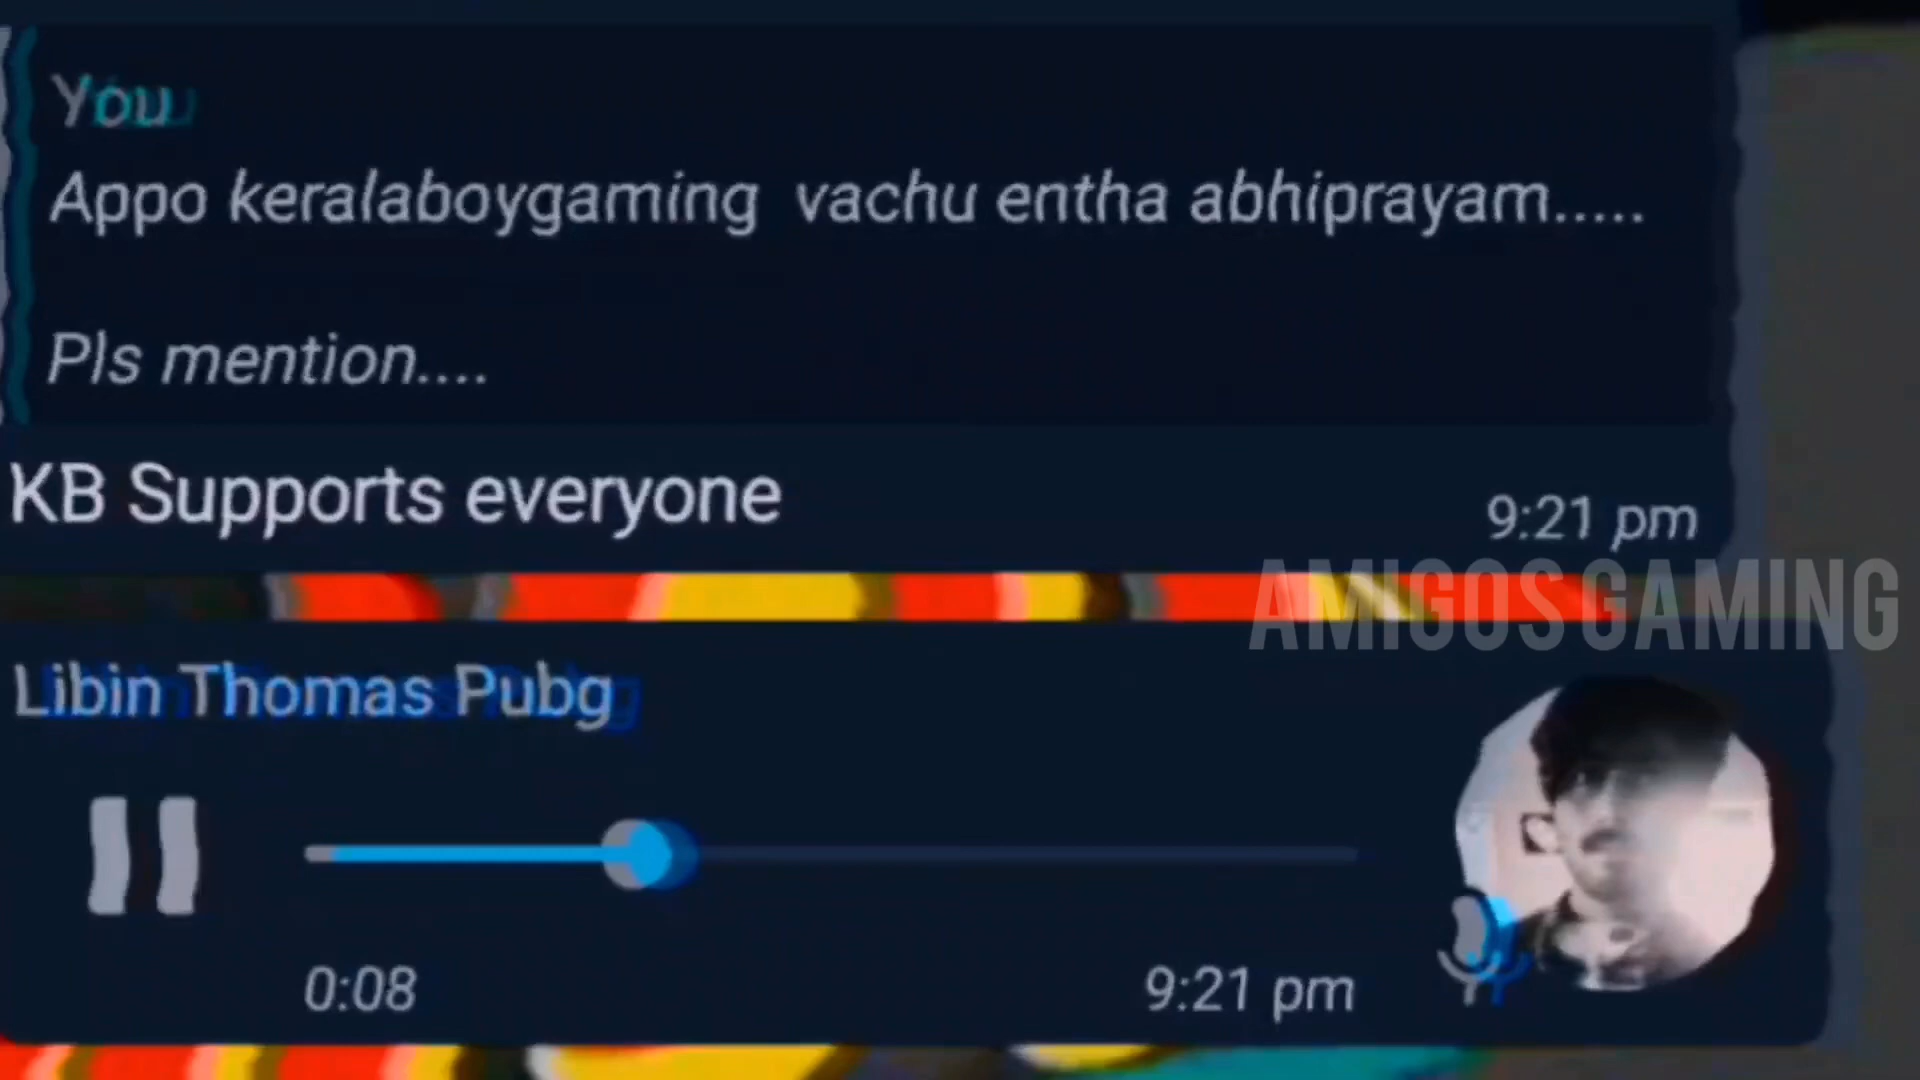 You
Appo keralaboygaming vachu entha abhiprayam.....
Pls mention....
KB Supports everyone
9:21 pm
AMIGOS GAMING
Libin Thomas Pubg
0:08
9:21 pm